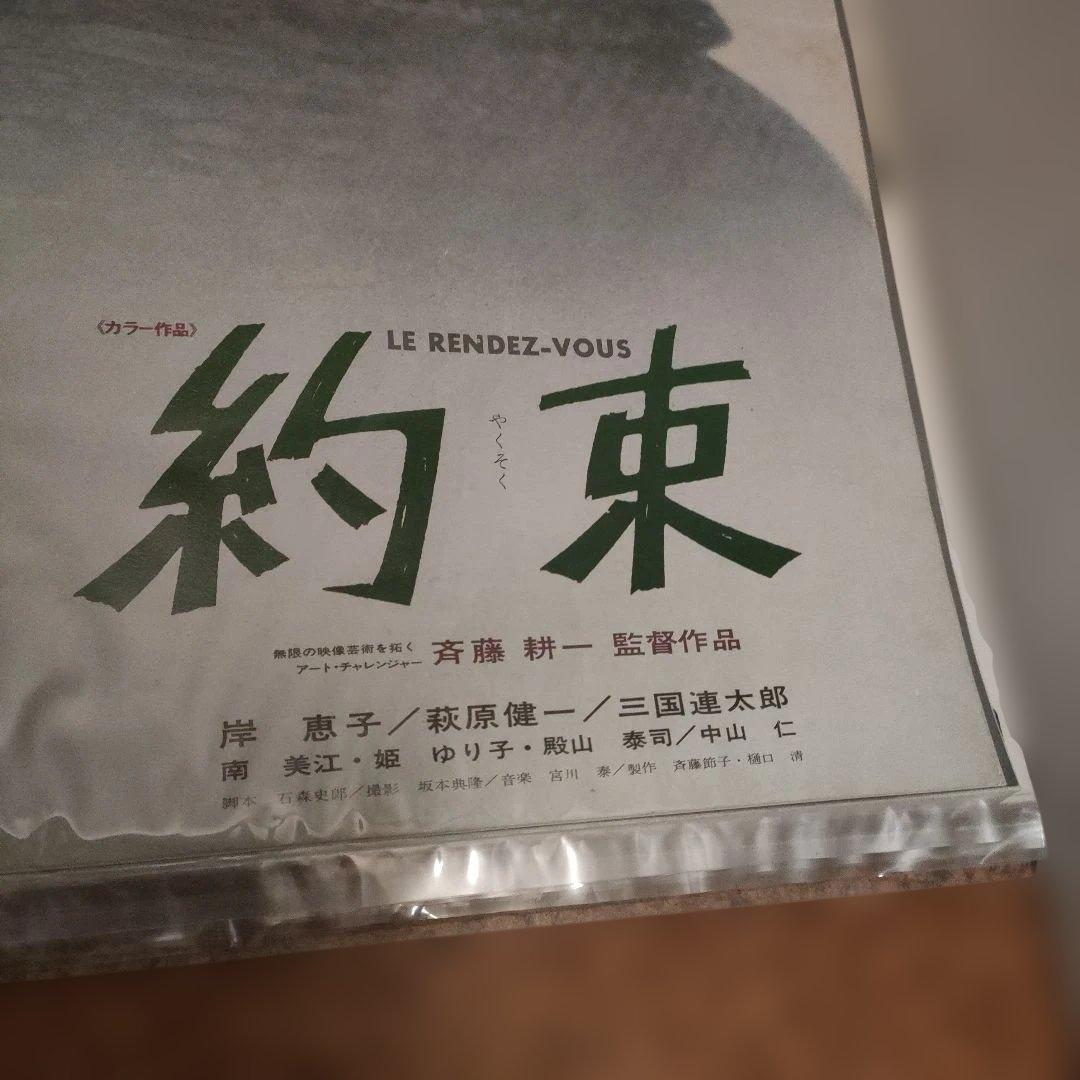 《カラー作品》
LE RENDEZ-VOUS
約束
やくそく
無限の映像芸術を拓く
アート・チャレンジャー 斉藤 耕一 監督作品
岸 恵子／萩原健一／三国連太郎
南 美江・姫 ゆり子・殿山 泰司／中山 仁
脚本 石森史郎／撮影 坂本典隆／音楽 宮川 泰／製作 斉藤節子・樋口 清